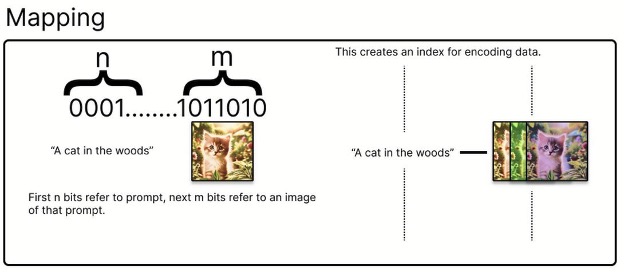 Mapping
n
m
0001........1011010
“A cat in the woods”
First n bits refer to prompt, next m bits refer to an image
of that prompt.
This creates an index for encoding data.
“A cat in the woods”